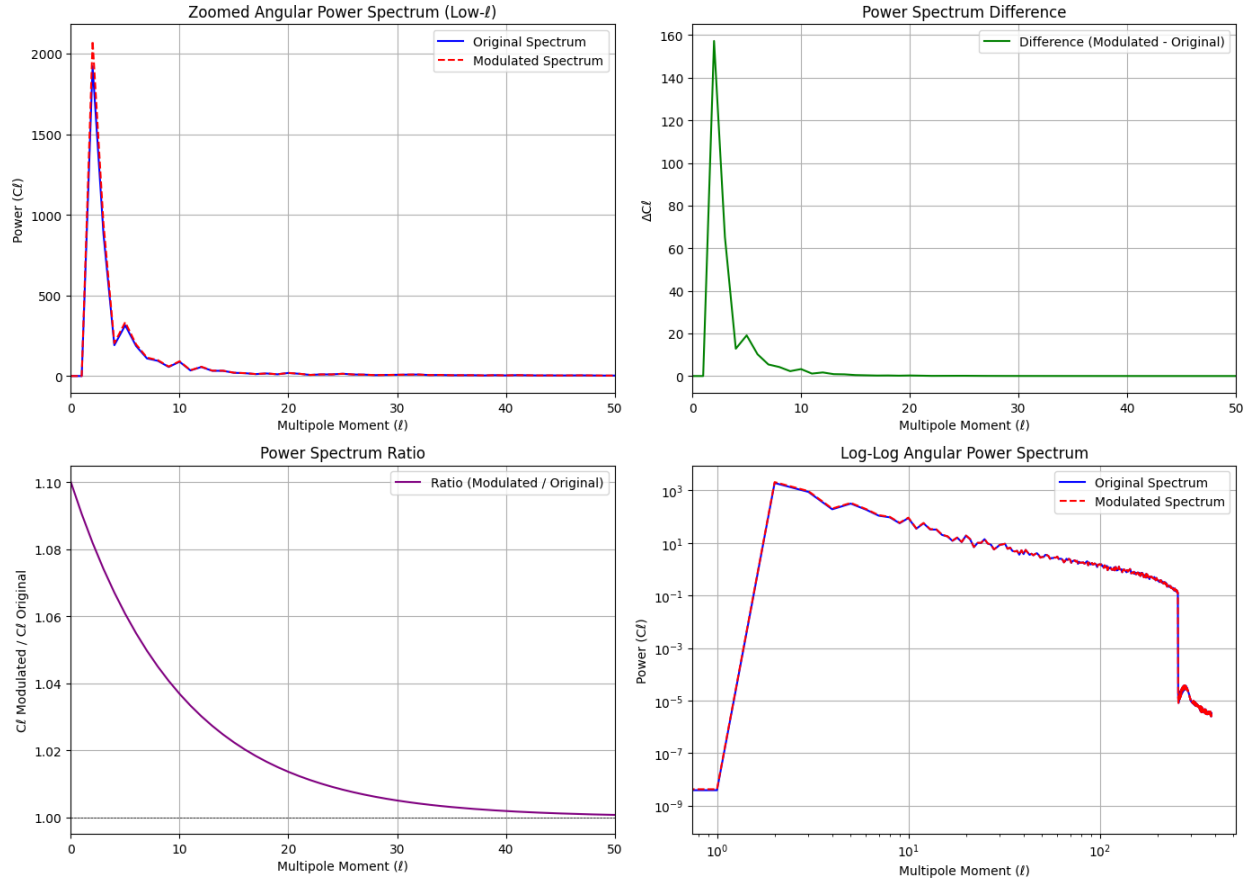 Zoomed Angular Power Spectrum (Low-ℓ)
Original Spectrum
Modulated Spectrum
Power (Cℓ)
2000
1500
1000
500
0
0 10 20 30 40 50
Multipole Moment (ℓ)
Power Spectrum Difference
Difference (Modulated - Original)
ΔCℓ
160
140
120
100
80
60
40
20
0
0 10 20 30 40 50
Multipole Moment (ℓ)
Power Spectrum Ratio
Ratio (Modulated / Original)
Cℓ Modulated / Cℓ Original
1.10
1.08
1.06
1.04
1.02
1.00
0 10 20 30 40 50
Multipole Moment (ℓ)
Log-Log Angular Power Spectrum
Original Spectrum
Modulated Spectrum
Power (Cℓ)
10³
10¹
10⁻¹
10⁻³
10⁻⁵
10⁻⁷
10⁻⁹
10⁰ 10¹ 10²
Multipole Moment (ℓ)